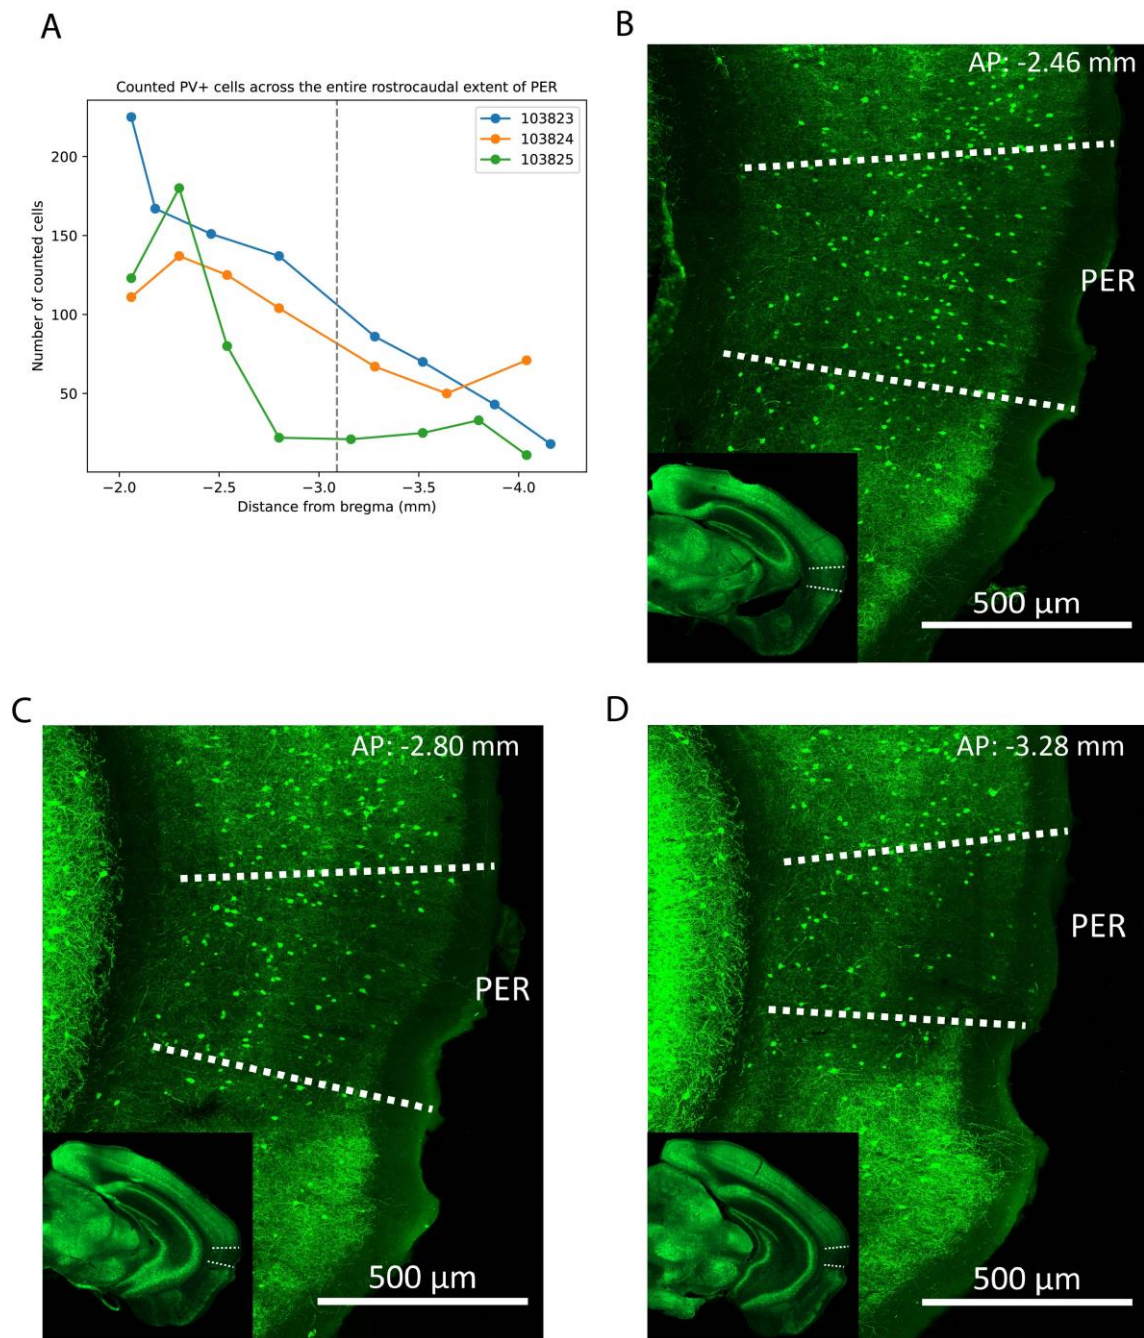 A
Counted PV+ cells across the entire rostrocaudal extent of PER
103823
103824
103825
Number of counted cells
200
150
100
50
−2.0
−2.5
−3.0
−3.5
−4.0
Distance from bregma (mm)
B
AP: -2.46 mm
PER
500 µm
C
AP: -2.80 mm
PER
500 µm
D
AP: -3.28 mm
PER
500 µm